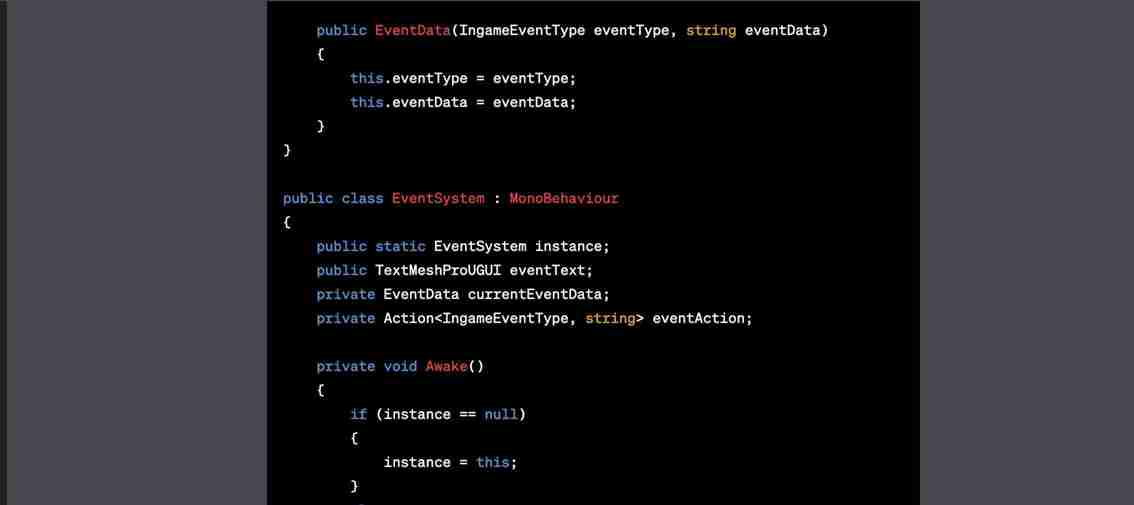 public EventData(IngameEventType eventType, string eventData)
{
this.eventType = eventType;
this.eventData = eventData;
}
}
public class EventSystem : MonoBehaviour
{
public static EventSystem instance;
public TextMeshProUGUI eventText;
private EventData currentEventData;
private Action<IngameEventType, string> eventAction;
private void Awake()
{
if (instance == null)
{
instance = this;
}